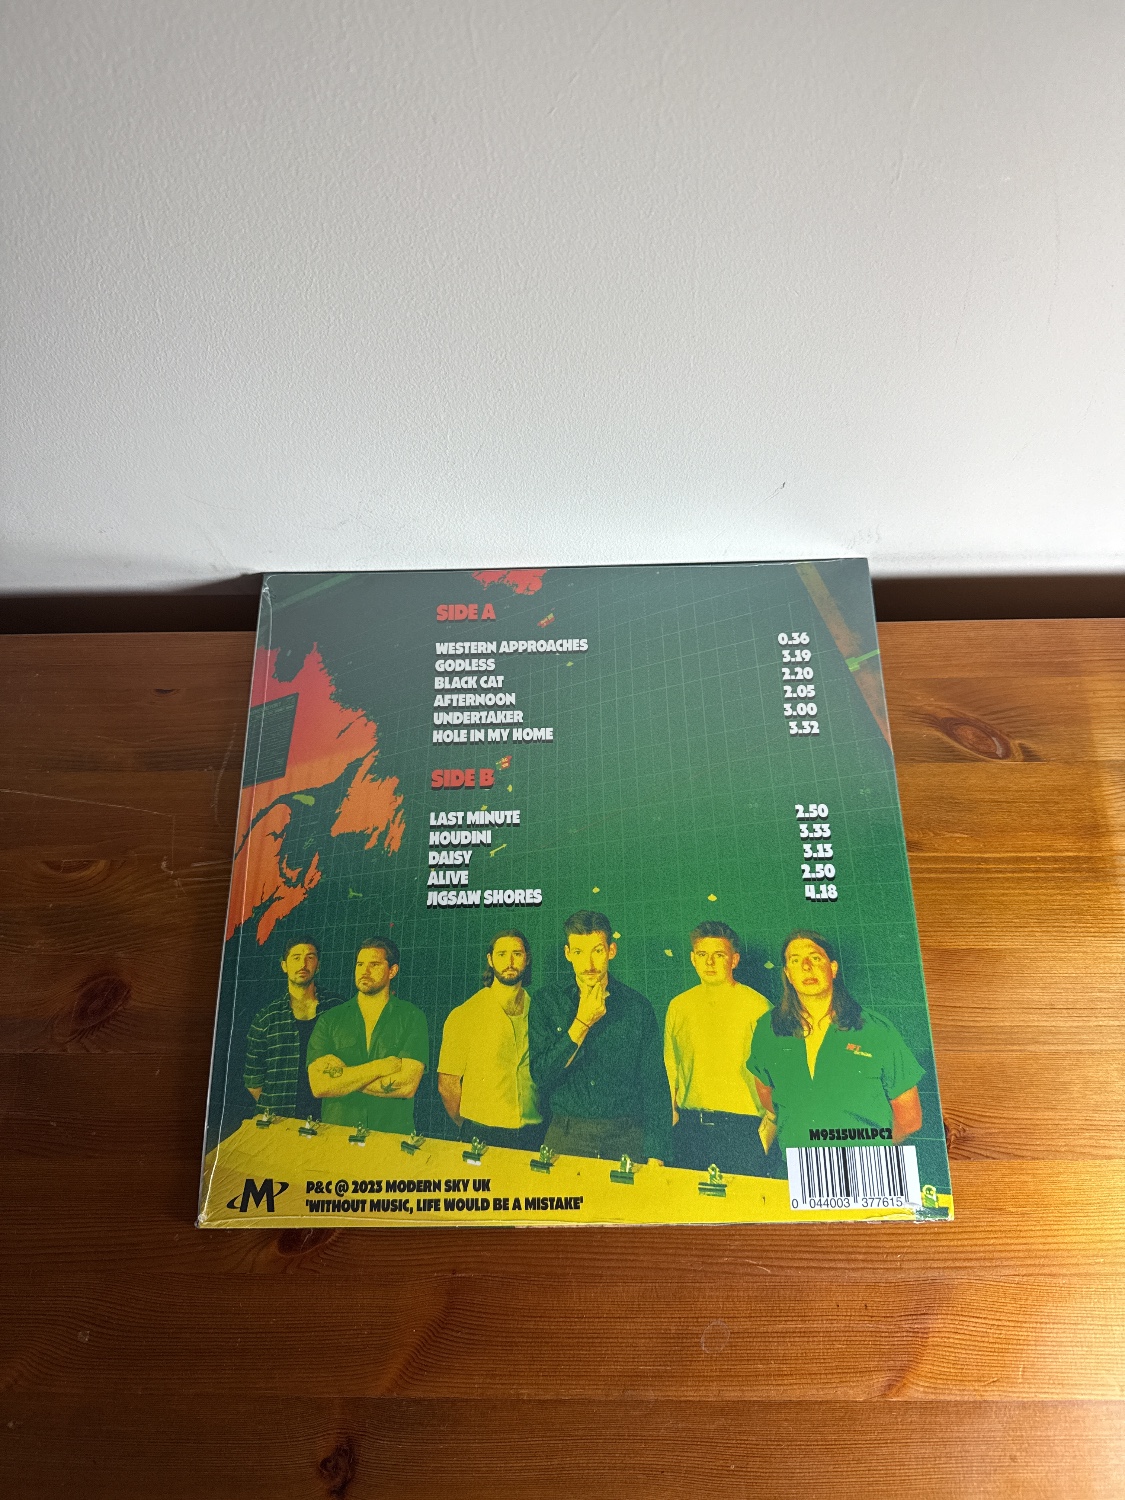 SIDE A
WESTERN APPROACHES 0.36
GODLESS 3.19
BLACK CAT 2.20
AFTERNOON 2.05
UNDERTAKER 3.00
HOLE IN MY HOME 3.32
SIDE B
LAST MINUTE 2.50
HOUDINI 3.33
DAISY 3.13
ALIVE 2.50
JIGSAW SHORES 4.18
M9515UKLPC2
M
P&C @ 2023 MODERN SKY UK
'WITHOUT MUSIC, LIFE WOULD BE A MISTAKE'
0 044003 377615